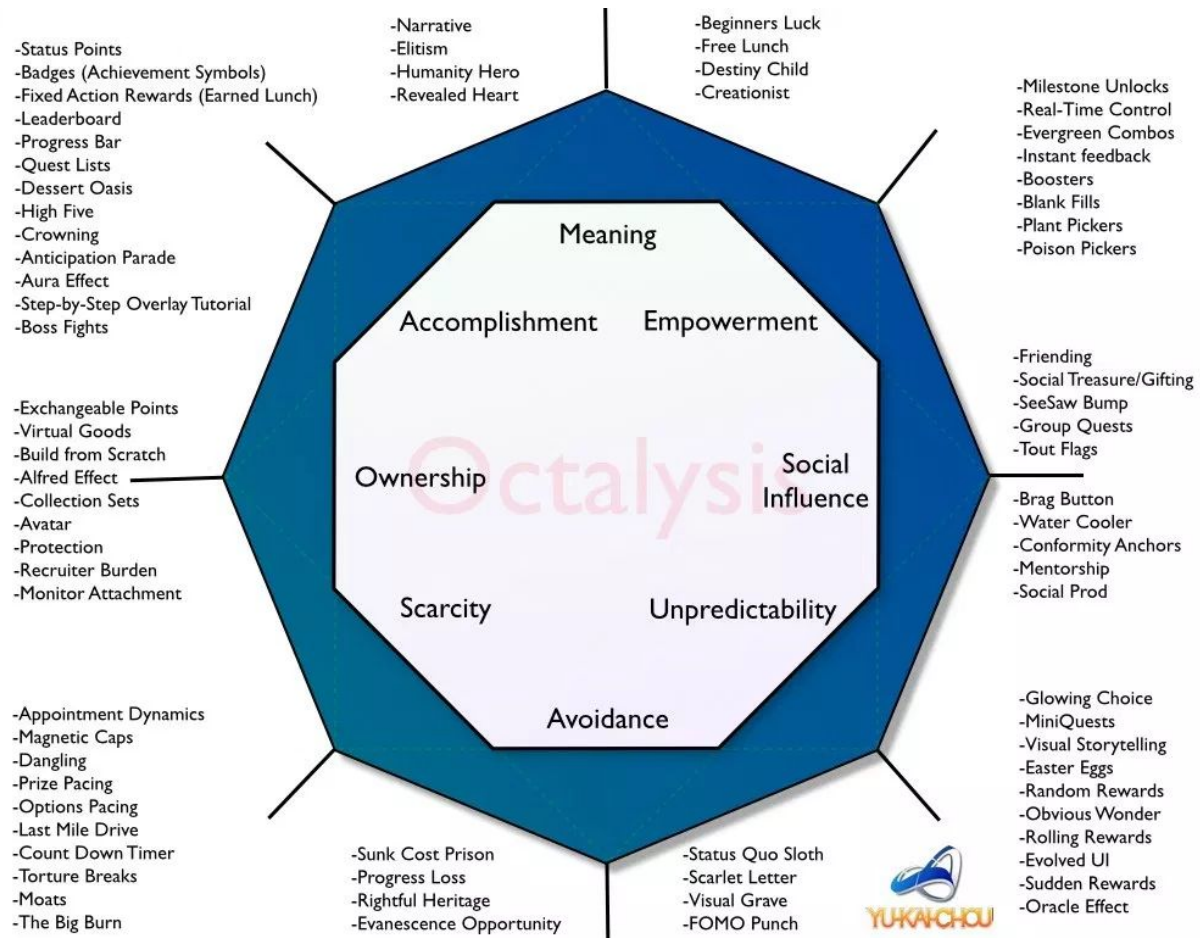 -Narrative
-Elitism
-Humanity Hero
-Revealed Heart
-Beginners Luck
-Free Lunch
-Destiny Child
-Creationist
-Status Points
-Badges (Achievement Symbols)
-Fixed Action Rewards (Earned Lunch)
-Leaderboard
-Progress Bar
-Quest Lists
-Dessert Oasis
-High Five
-Crowning
-Anticipation Parade
-Aura Effect
-Step-by-Step Overlay Tutorial
-Boss Fights
-Milestone Unlocks
-Real-Time Control
-Evergreen Combos
-Instant feedback
-Boosters
-Blank Fills
-Plant Pickers
-Poison Pickers
Meaning
Accomplishment
Empowerment
Ownership
Octalysis
Social
Influence
Scarcity
Unpredictability
Avoidance
-Exchangeable Points
-Virtual Goods
-Build from Scratch
-Alfred Effect
-Collection Sets
-Avatar
-Protection
-Recruiter Burden
-Monitor Attachment
-Friending
-Social Treasure/Gifting
-SeeSaw Bump
-Group Quests
-Tout Flags
-Brag Button
-Water Cooler
-Conformity Anchors
-Mentorship
-Social Prod
-Appointment Dynamics
-Magnetic Caps
-Dangling
-Prize Pacing
-Options Pacing
-Last Mile Drive
-Count Down Timer
-Torture Breaks
-Moats
-The Big Burn
-Sunk Cost Prison
-Progress Loss
-Rightful Heritage
-Evanescence Opportunity
-Status Quo Sloth
-Scarlet Letter
-Visual Grave
-FOMO Punch
-Glowing Choice
-MiniQuests
-Visual Storytelling
-Easter Eggs
-Random Rewards
-Obvious Wonder
-Rolling Rewards
-Evolved UI
-Sudden Rewards
-Oracle Effect
YU-KAI-CHOU